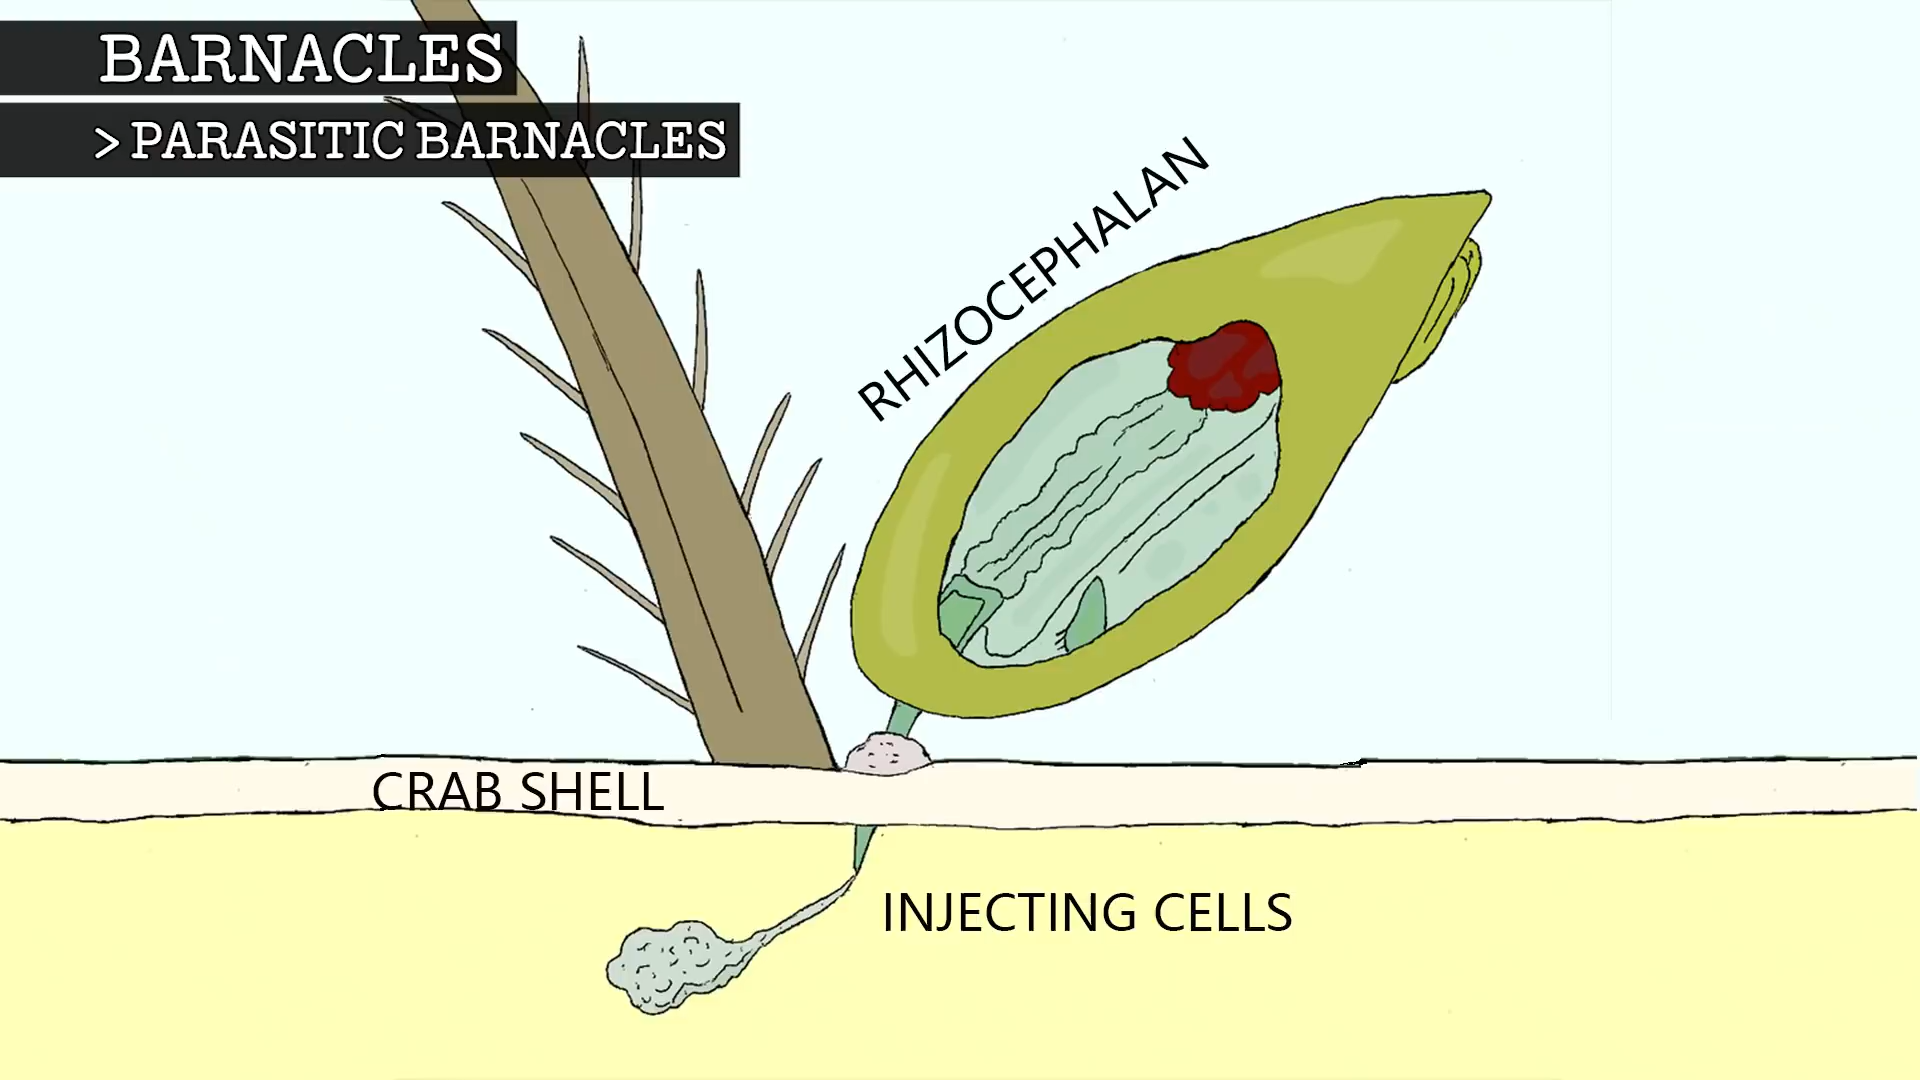 BARNACLES
> PARASITIC BARNACLES
RHIZOCEPHALAN
CRAB SHELL
INJECTING CELLS